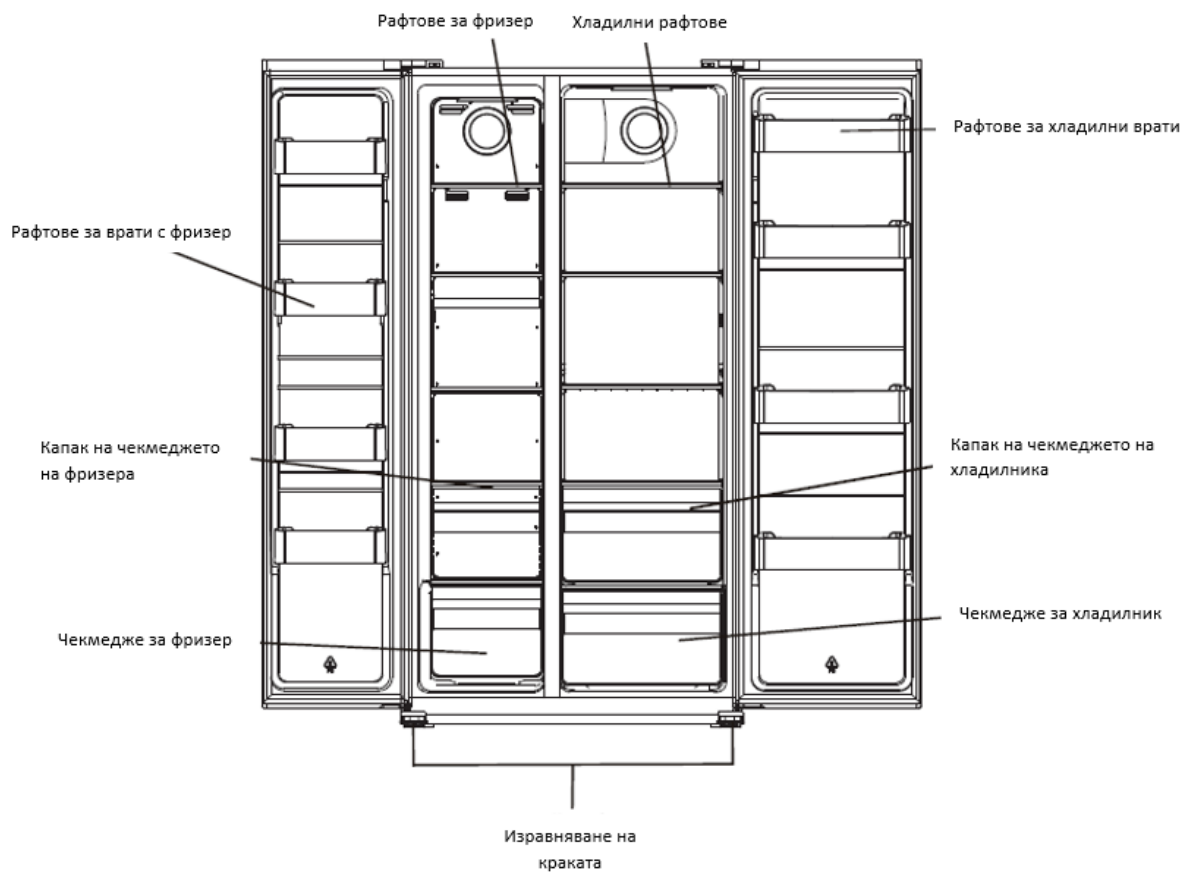 Рафтове за фризер
Хладилни рафтове
Рафтове за хладилни врати
Рафтове за врати с фризер
Капак на чекмеджето
на фризера
Капак на чекмеджето на
хладилника
Чекмедже за фризер
Чекмедже за хладилник
Изравняване на
краката